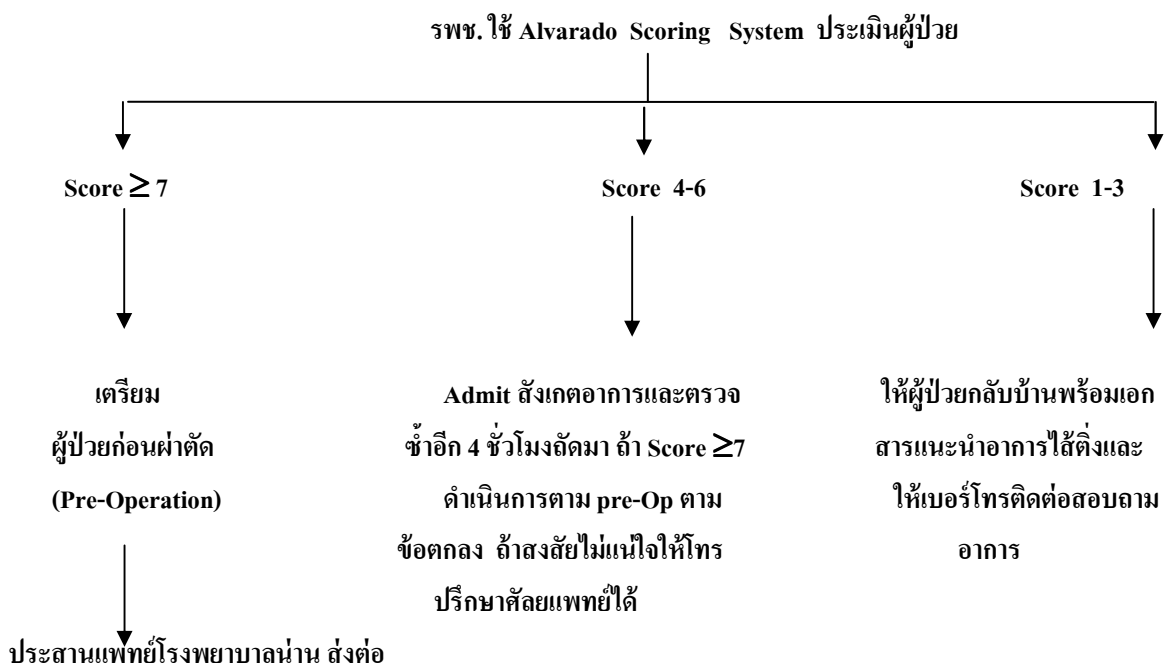 รพช. ใช้ Alvarado Scoring System ประเมินผู้ป่วย
Score ≥ 7
Score 4-6
Score 1-3
เตรียม
ผู้ป่วยก่อนผ่าตัด
(Pre-Operation)
ประสานแพทย์โรงพยาบาลน่าน ส่งต่อ
Admit สังเกตอาการและตรวจ
ซ้ำอีก 4 ชั่วโมงถัดมา ถ้า Score ≥7
ดำเนินการตาม pre-Op ตาม
ข้อตกลง ถ้าสงสัยไม่แน่ใจให้โทร
ปรึกษาศัลยแพทย์ได้
ให้ผู้ป่วยกลับบ้านพร้อมเอก
สารแนะนำอาการไส้ติ่งและ
ให้เบอร์โทรติดต่อสอบถาม
อาการ